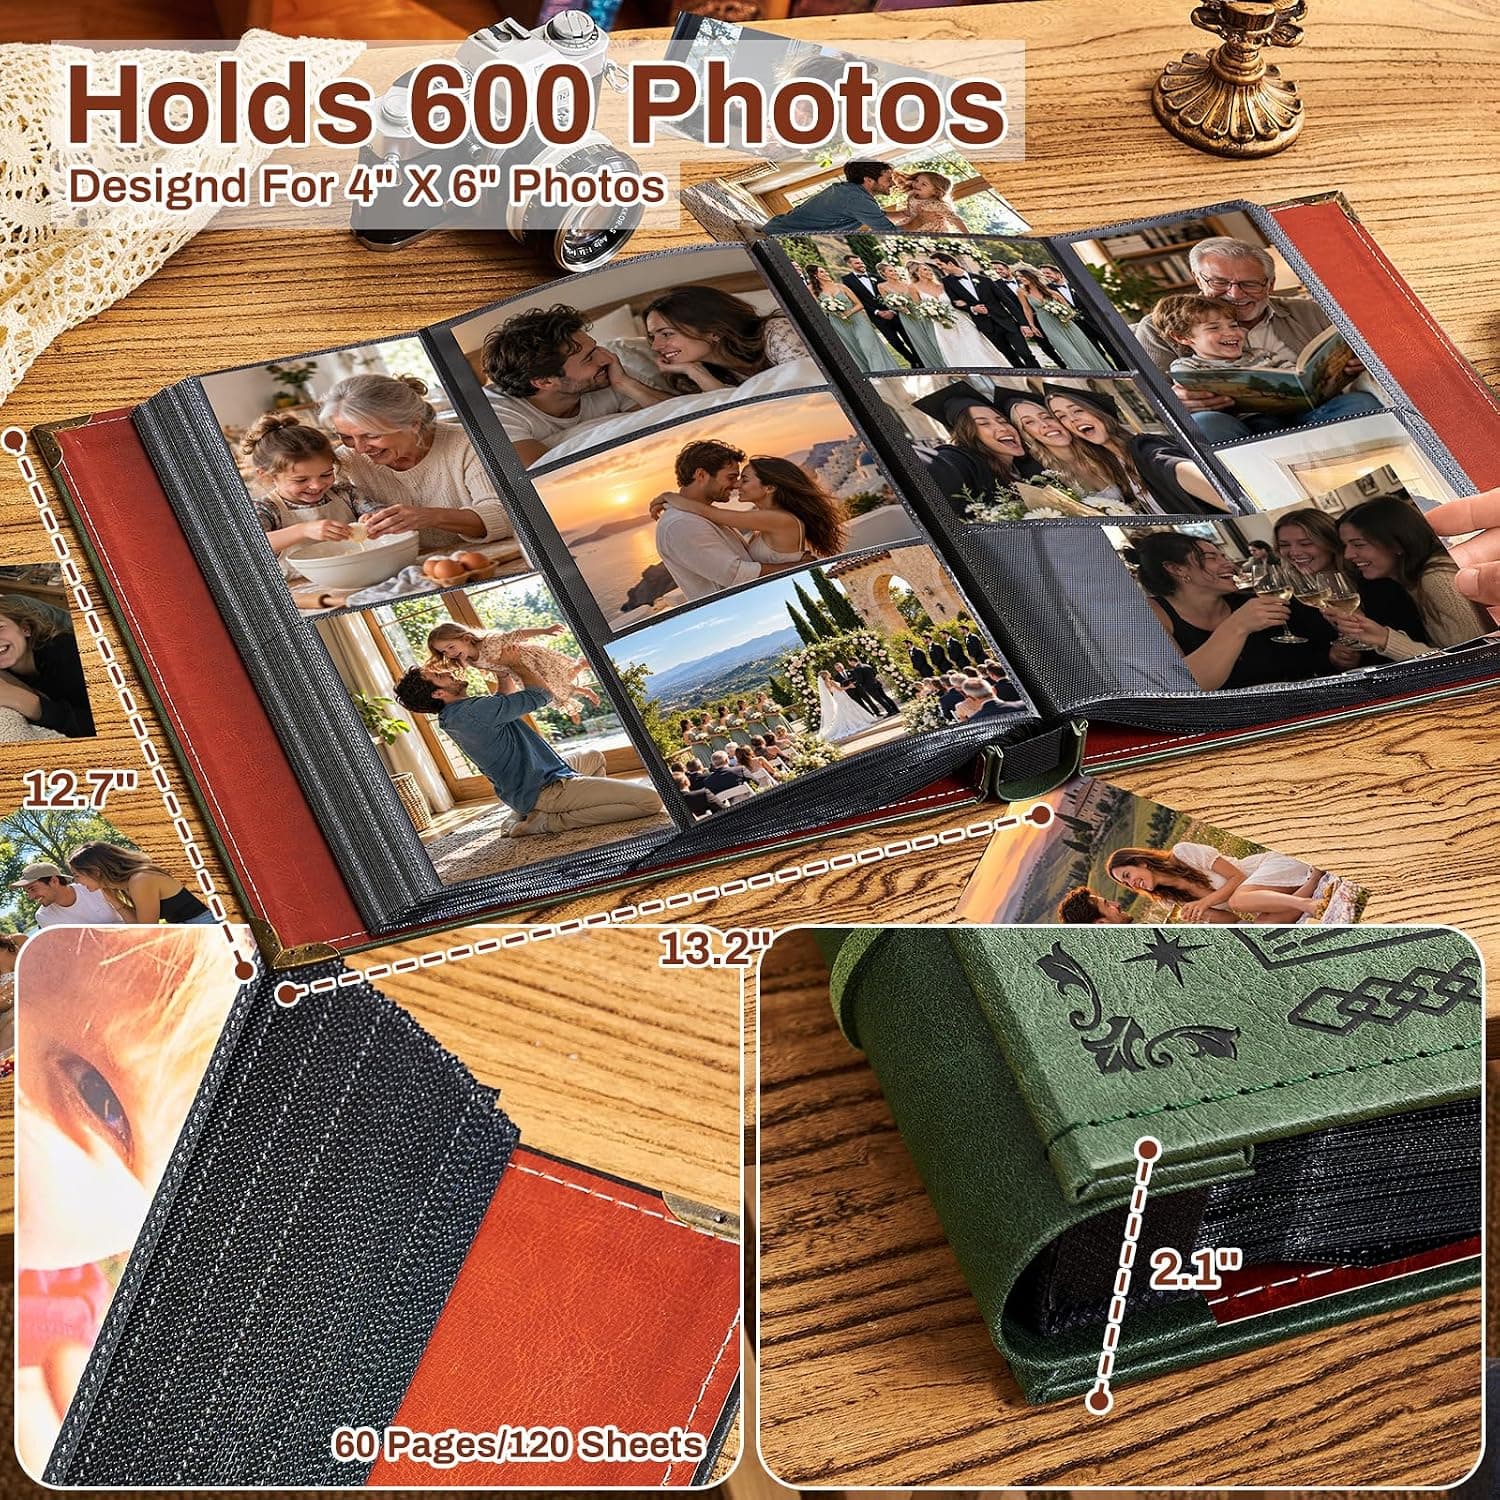 Holds 600 Photos
Designd For 4" X 6" Photos
12.7"
13.2"
2.1"
60 Pages/120 Sheets